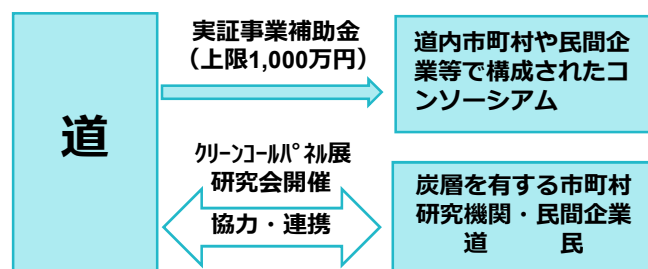 道
実証事業補助金
（上限1,000万円）
道内市町村や民間企
業等で構成されたコ
ンソーシアム
ｸﾘｰﾝｺｰﾙﾊﾟﾈﾙ展
研究会開催
協力・連携
炭層を有する市町村
研究機関・民間企業
道　　　民